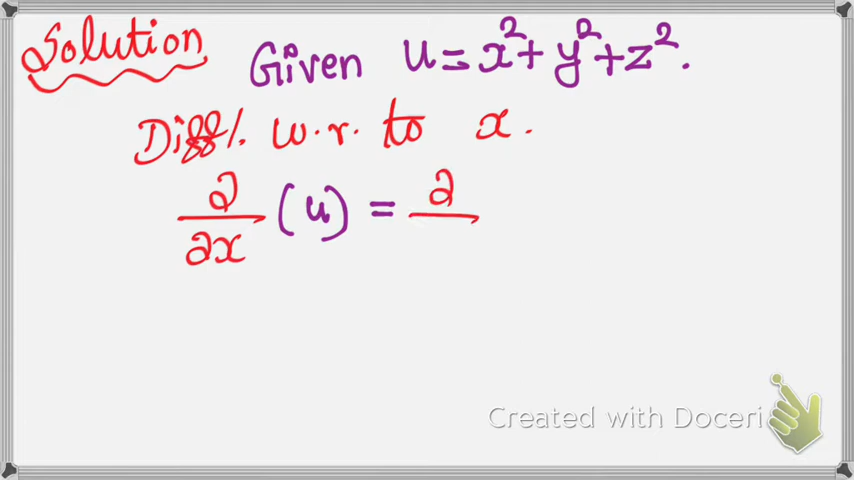 Solution
Given u = x² + y² + z².
Diff/. w.r. to x.
∂/∂x (u) = ∂/
Created with Doceri